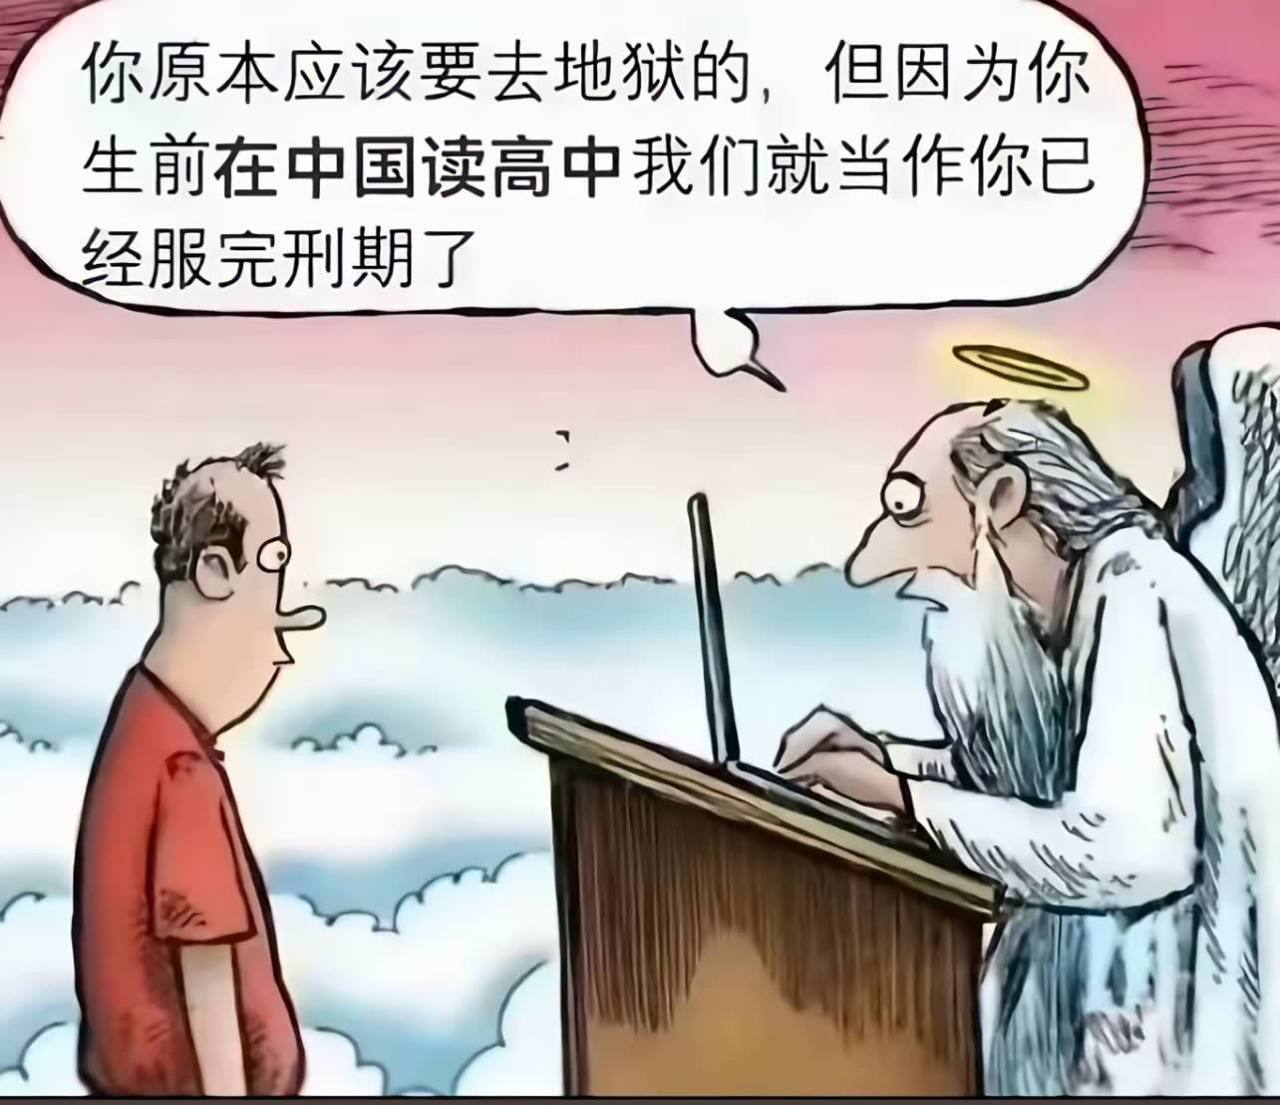 你原本应该要去地狱的，但因为你
生前在中国读高中我们就当作你已
经服完刑期了